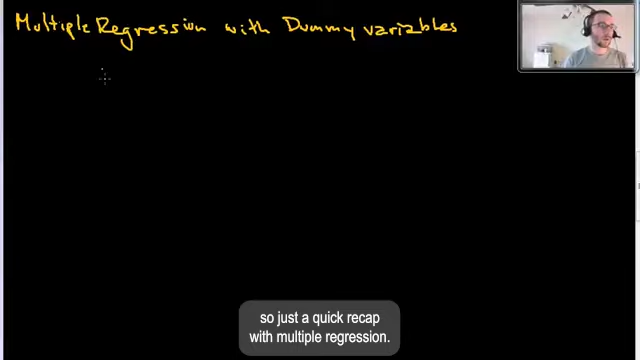 Multiple Regression with Dummy variables
so just a quick recap
with multiple regression.